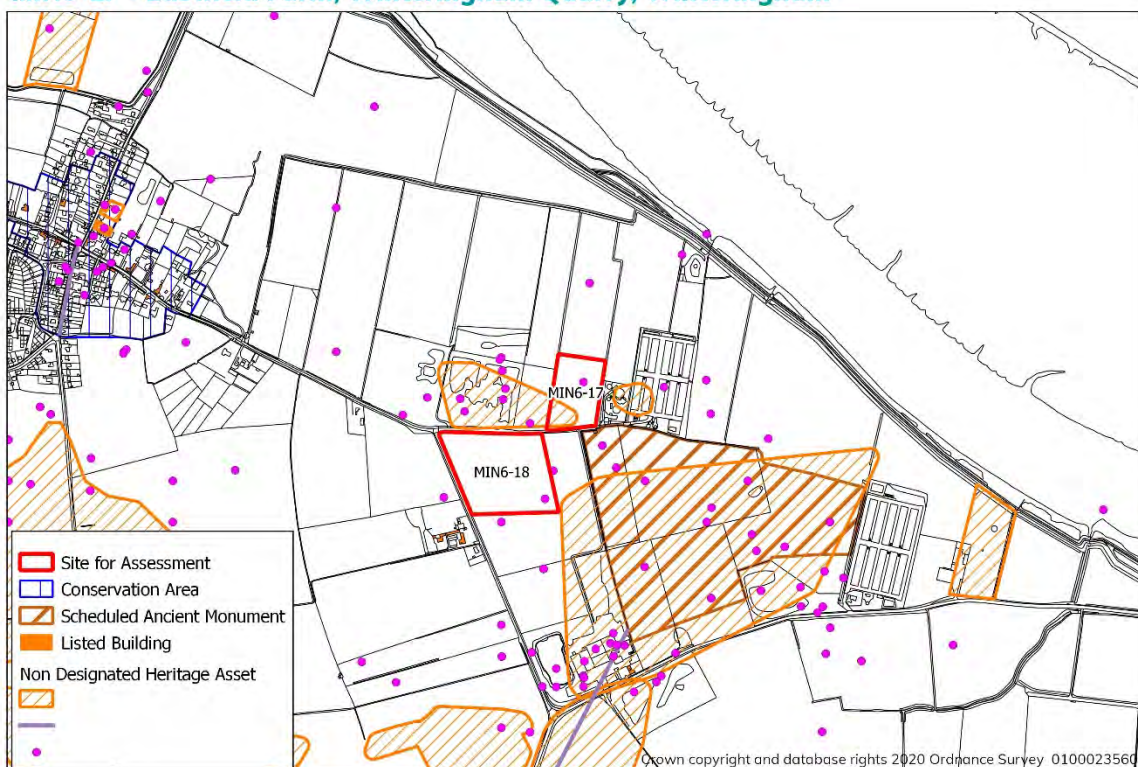 MIN6-17
MIN6-18
Site for Assessment
Conservation Area
Scheduled Ancient Monument
Listed Building
Non Designated Heritage Asset
Crown copyright and database rights 2020 Ordnance Survey 0100023560